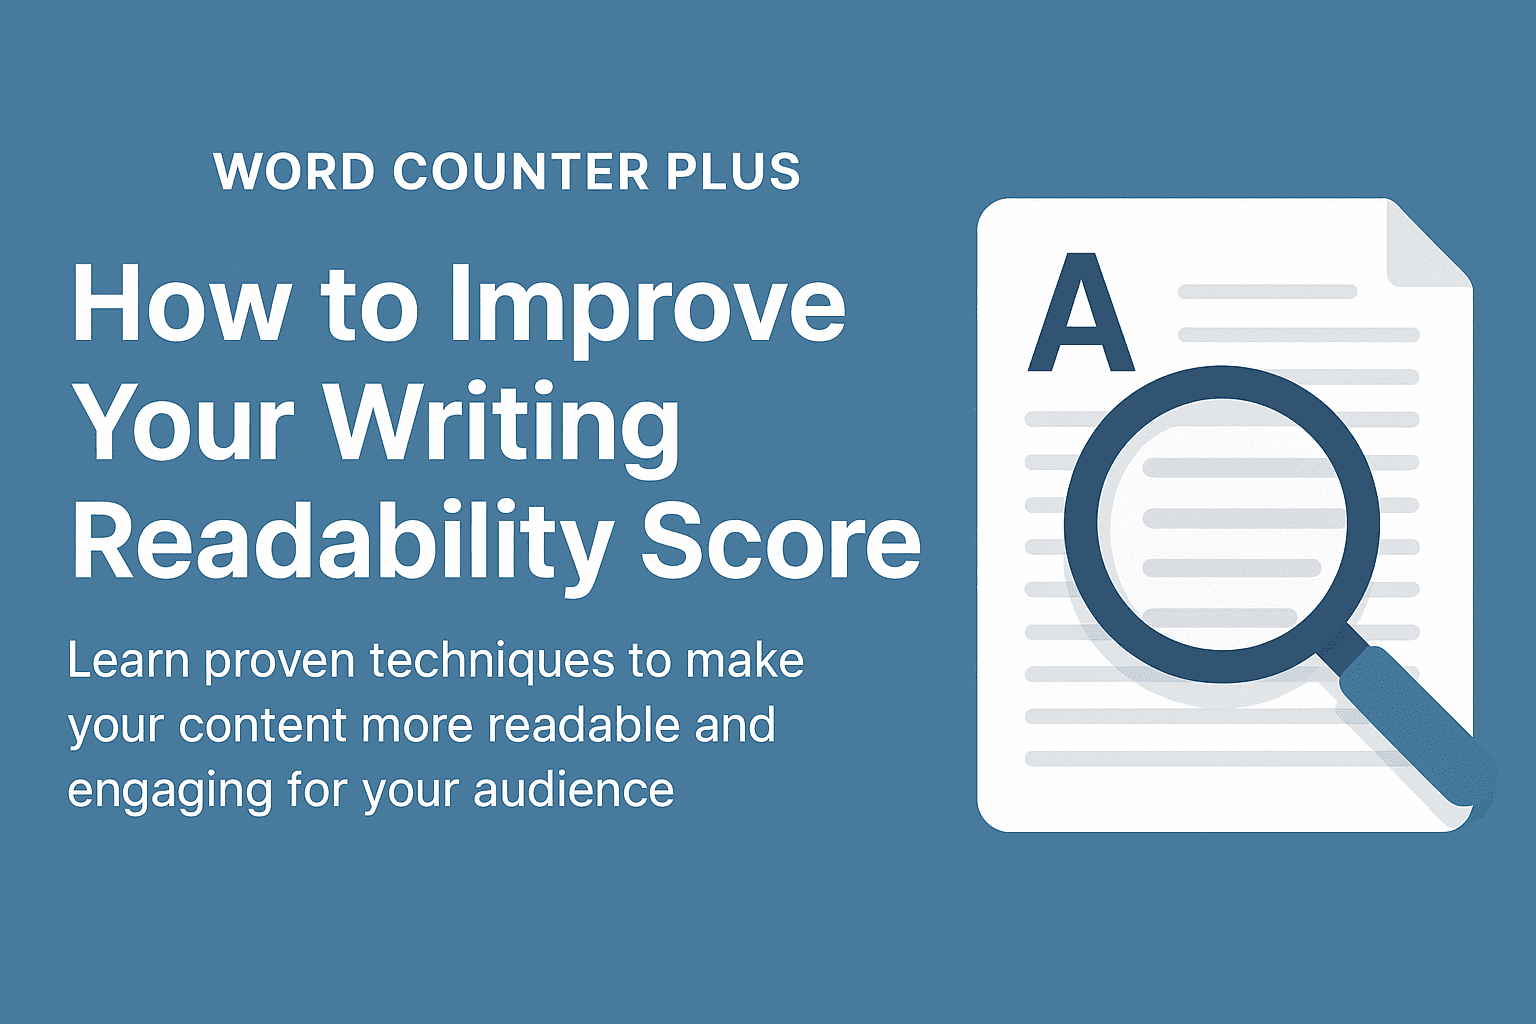 WORD COUNTER PLUS
How to Improve
Your Writing
Readability Score
Learn proven techniques to make
your content more readable and
engaging for your audience
A